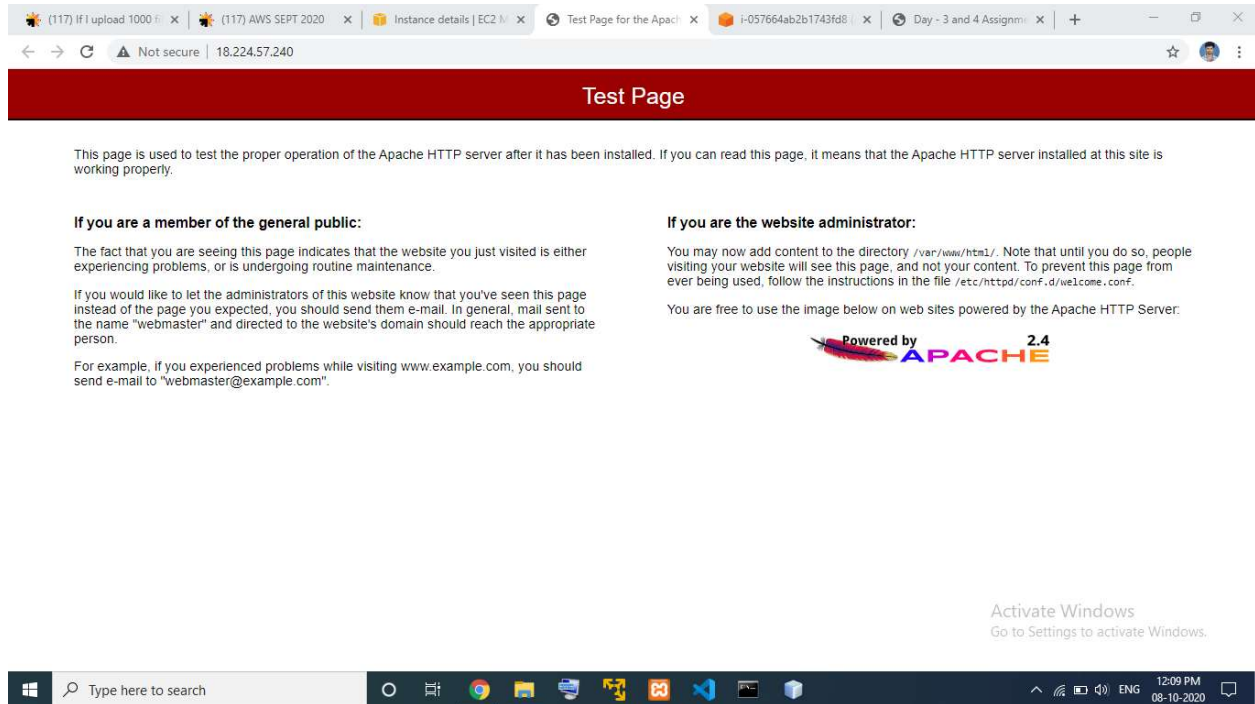 (117) If I upload 1000 fi
(117) AWS SEPT 2020
Instance details | EC2 M
Test Page for the Apach
i-057664ab2b1743fd8 (
Day - 3 and 4 Assignme
Not secure | 18.224.57.240
Test Page
This page is used to test the proper operation of the Apache HTTP server after it has been installed. If you can read this page, it means that the Apache HTTP server installed at this site is
working properly.
If you are a member of the general public:
The fact that you are seeing this page indicates that the website you just visited is either
experiencing problems, or is undergoing routine maintenance.
If you would like to let the administrators of this website know that you've seen this page
instead of the page you expected, you should send them e-mail. In general, mail sent to
the name "webmaster" and directed to the website's domain should reach the appropriate
person.
For example, if you experienced problems while visiting www.example.com, you should
send e-mail to "webmaster@example.com".
If you are the website administrator:
You may now add content to the directory /var/www/html/. Note that until you do so, people
visiting your website will see this page, and not your content. To prevent this page from
ever being used, follow the instructions in the file /etc/httpd/conf.d/welcome.conf.
You are free to use the image below on web sites powered by the Apache HTTP Server:
Powered by 2.4
APACHE
Activate Windows
Go to Settings to activate Windows.
Type here to search
ENG
12:09 PM
08-10-2020